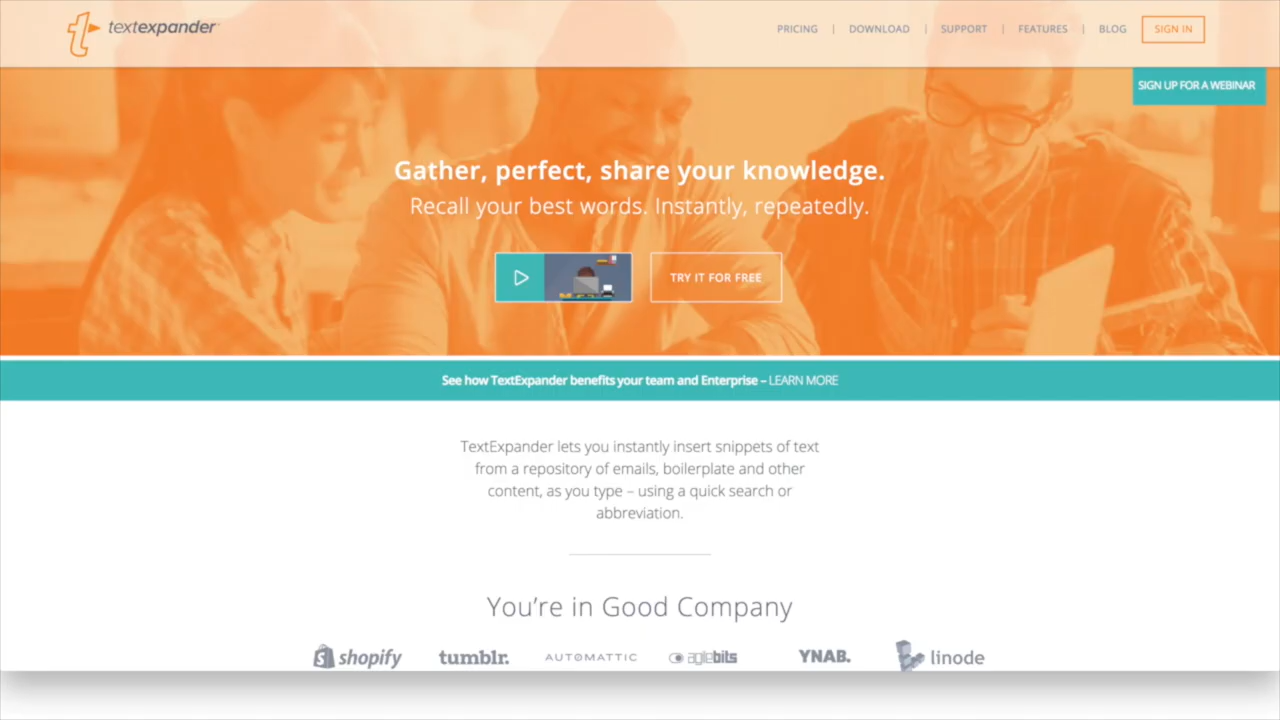 textexpander
PRICING | DOWNLOAD | SUPPORT | FEATURES | BLOG SIGN IN
SIGN UP FOR A WEBINAR
Gather, perfect, share your knowledge.
Recall your best words. Instantly, repeatedly.
TRY IT FOR FREE
See how TextExpander benefits your team and Enterprise – LEARN MORE
TextExpander lets you instantly insert snippets of text
from a repository of emails, boilerplate and other
content, as you type – using a quick search or
abbreviation.
You're in Good Company
shopify tumblr. AUTOMATTIC agilebits YNAB. linode